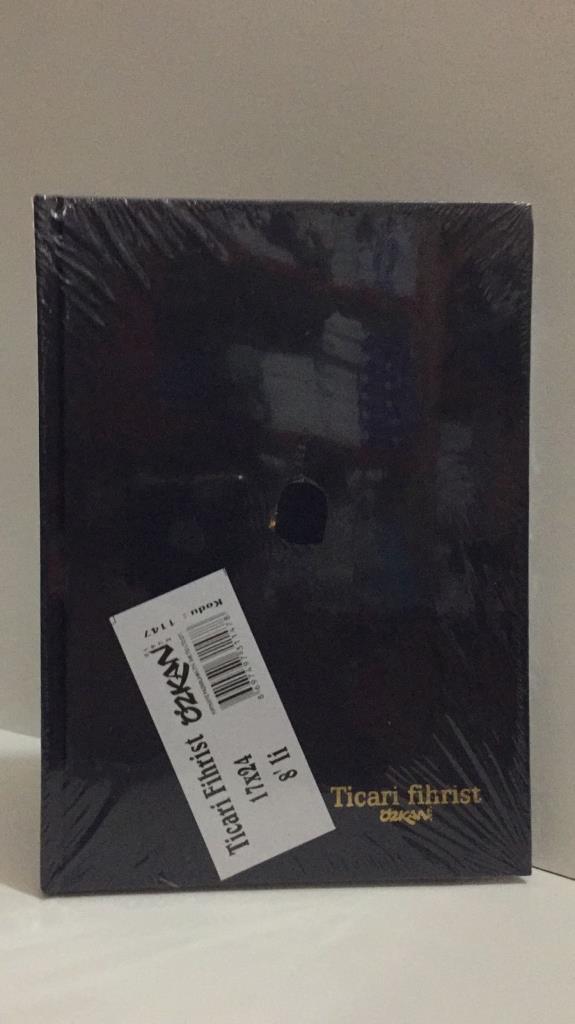 Ticari Fihrist ÖZKAN
17X24
8' li
Kodu : 1147
Ticari fihrist
ÖZKAN